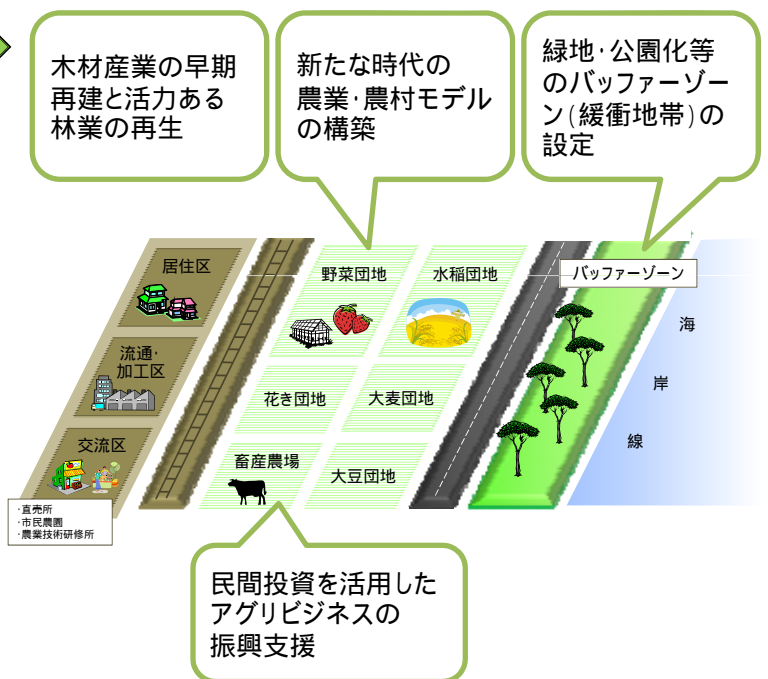 木材産業の早期
再建と活力ある
林業の再生
新たな時代の
農業・農村モデル
の構築
緑地・公園化等
のバッファーゾー
ン(緩衝地帯)の
設定
居住区
野菜団地
水稲団地
バッファーゾーン
流通・
加工区
花き団地
大麦団地
海
岸
線
交流区
畜産農場
大豆団地
・直売所
・市民農園
・農業技術研修所
民間投資を活用した
アグリビジネスの
振興支援